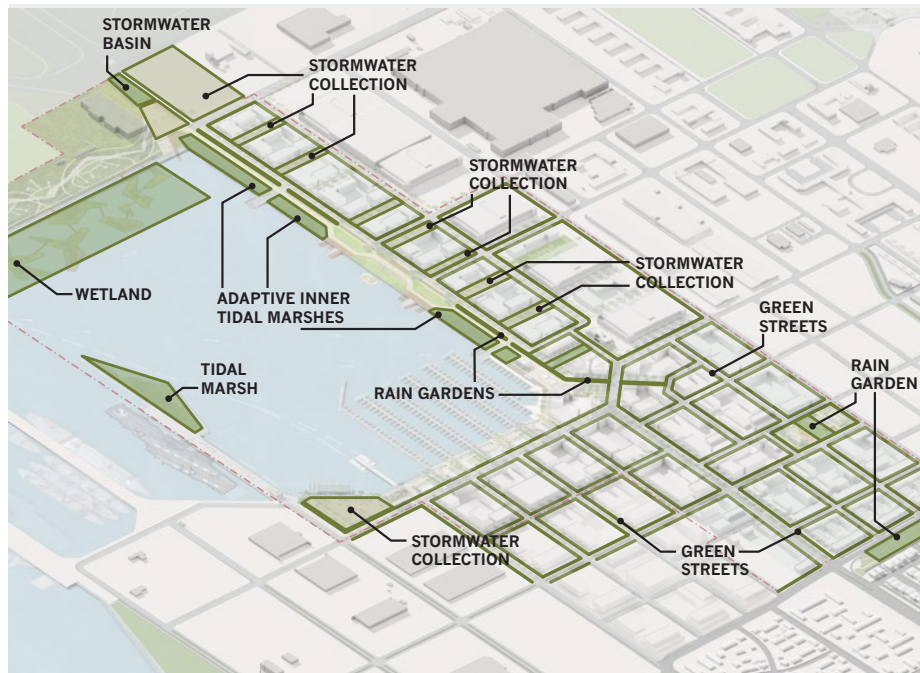 STORMWATER
BASIN
STORMWATER
COLLECTION
STORMWATER
COLLECTION
STORMWATER
COLLECTION
WETLAND
ADAPTIVE INNER
TIDAL MARSHES
GREEN
STREETS
TIDAL
MARSH
RAIN GARDENS
RAIN
GARDEN
STORMWATER
COLLECTION
GREEN
STREETS